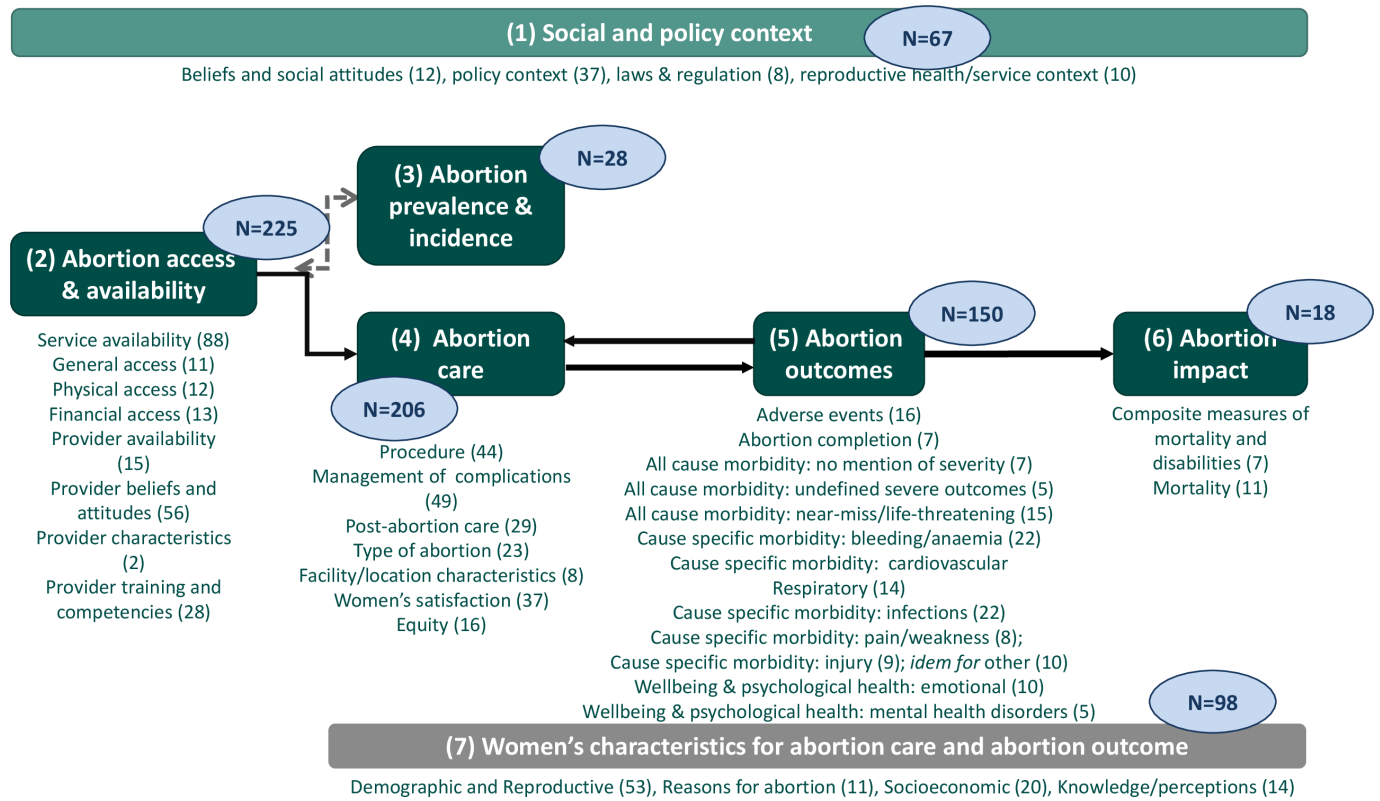 (1) Social and policy context
N=67
Beliefs and social attitudes (12), policy context (37), laws & regulation (8), reproductive health/service context (10)
(3) Abortion
prevalence &
incidence
N=28
N=225
(2) Abortion access
& availability
Service availability (88)
General access (11)
Physical access (12)
Financial access (13)
Provider availability
(15)
Provider beliefs and
attitudes (56)
Provider characteristics
(2)
Provider training and
competencies (28)
(4) Abortion
care
N=206
Procedure (44)
Management of complications
(49)
Post-abortion care (29)
Type of abortion (23)
Facility/location characteristics (8)
Women's satisfaction (37)
Equity (16)
(5) Abortion
outcomes
N=150
Adverse events (16)
Abortion completion (7)
All cause morbidity: no mention of severity (7)
All cause morbidity: undefined severe outcomes (5)
All cause morbidity: near-miss/life-threatening (15)
Cause specific morbidity: bleeding/anaemia (22)
Cause specific morbidity: cardiovascular
Respiratory (14)
Cause specific morbidity: infections (22)
Cause specific morbidity: pain/weakness (8);
Cause specific morbidity: injury (9); idem for other (10)
Wellbeing & psychological health: emotional (10)
Wellbeing & psychological health: mental health disorders (5)
(6) Abortion
impact
N=18
Composite measures of
mortality and
disabilities (7)
Mortality (11)
N=98
(7) Women's characteristics for abortion care and abortion outcome
Demographic and Reproductive (53), Reasons for abortion (11), Socioeconomic (20), Knowledge/perceptions (14)